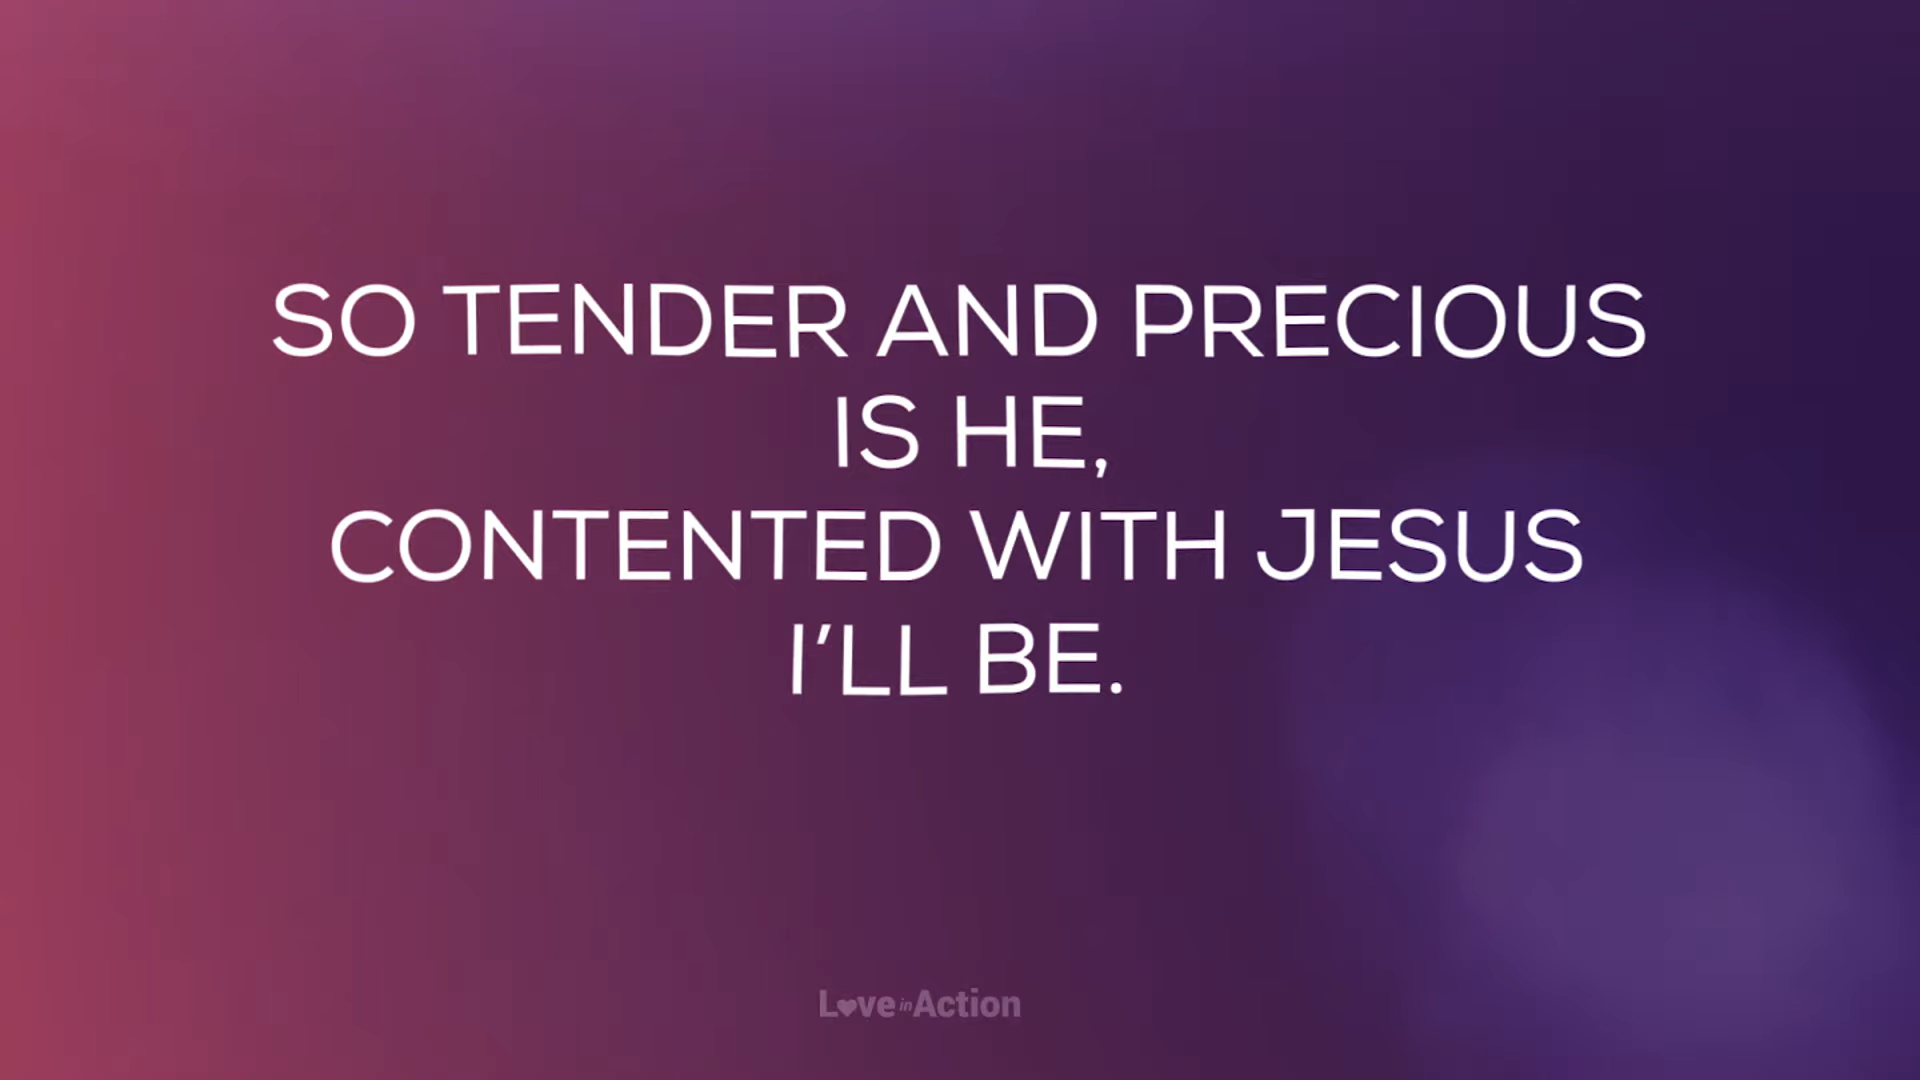 SO TENDER AND PRECIOUS
IS HE,
CONTENTED WITH JESUS
I'LL BE.
Love in Action